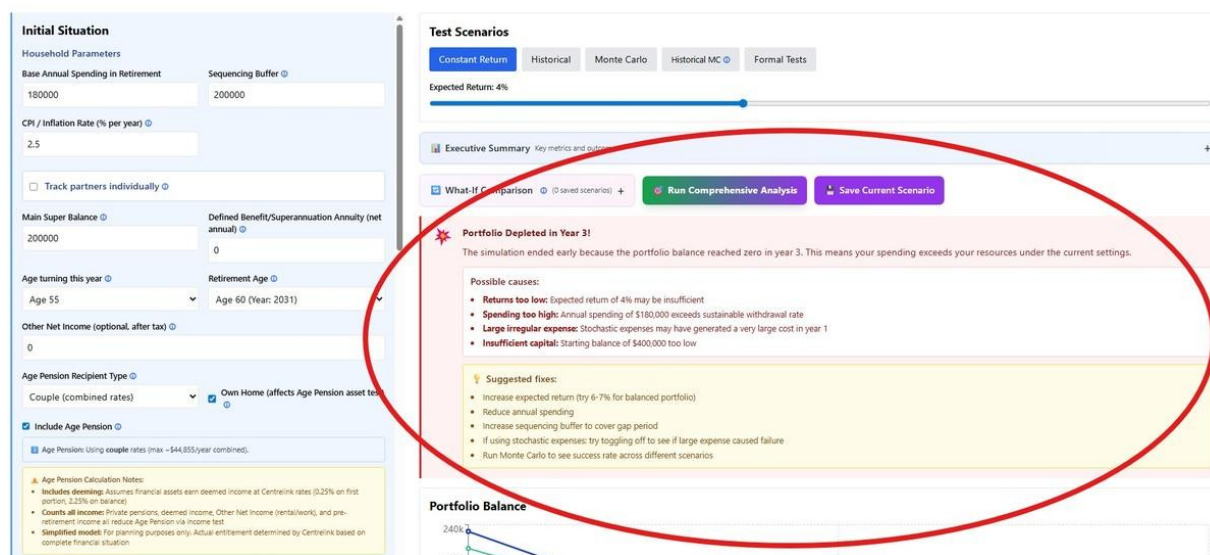 Initial Situation
Household Parameters
Base Annual Spending in Retirement
Sequencing Buffer
180000
200000
CPI / Inflation Rate (% per year)
2.5
Track partners individually
Main Super Balance
Defined Benefit/Superannuation Annuity (net
annual)
200000
0
Age turning this year
Retirement Age
Age 55
Age 60 (Year: 2031)
Other Net Income (optional, after tax)
0
Age Pension Recipient Type
Couple (combined rates)
Own Home (affects Age Pension asset test)
Include Age Pension
Age Pension: Using couple rates (max ~$44,855/year combined).
Age Pension Calculation Notes:
• Includes deeming: Assumes financial assets earn deemed income at Centrelink rates (0.25% on first
portion, 2.25% on balance)
• Counts all income: Private pensions, deemed income, Other Net Income (rental/work), and pre-
retirement income all reduce Age Pension via income test
• Simplified model: For planning purposes only. Actual entitlement determined by Centrelink based on
complete financial situation
Test Scenarios
Constant Return
Historical
Monte Carlo
Historical MC
Formal Tests
Expected Return: 4%
Executive Summary Key metrics and outcomes
+
What-If Comparison (0 saved scenarios) +
Run Comprehensive Analysis
Save Current Scenario
Portfolio Depleted in Year 3!
The simulation ended early because the portfolio balance reached zero in year 3. This means your spending exceeds your resources under the current settings.
Possible causes:
• Returns too low: Expected return of 4% may be insufficient
• Spending too high: Annual spending of $180,000 exceeds sustainable withdrawal rate
• Large irregular expense: Stochastic expenses may have generated a very large cost in year 1
• Insufficient capital: Starting balance of $400,000 too low
Suggested fixes:
• Increase expected return (try 6-7% for balanced portfolio)
• Reduce annual spending
• Increase sequencing buffer to cover gap period
• If using stochastic expenses: try toggling off to see if large expense caused failure
• Run Monte Carlo to see success rate across different scenarios
Portfolio Balance
240k